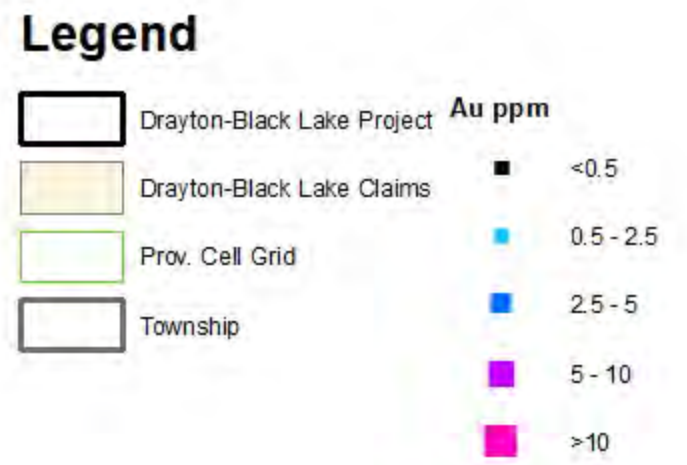 Legend
Drayton-Black Lake Project
Drayton-Black Lake Claims
Prov. Cell Grid
Township
Au ppm
<0.5
0.5 - 2.5
2.5 - 5
5 - 10
>10